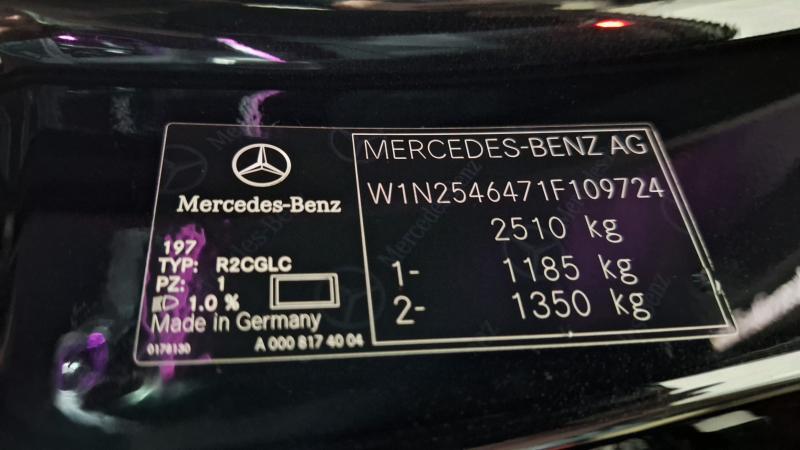 Mercedes-Benz
197
TYP: R2CGLC
PZ: 1
1.0 %
Made in Germany
0178130
A 000 817 40 04
MERCEDES-BENZ AG
W1N2546471F109724
2510 kg
1- 1185 kg
2- 1350 kg